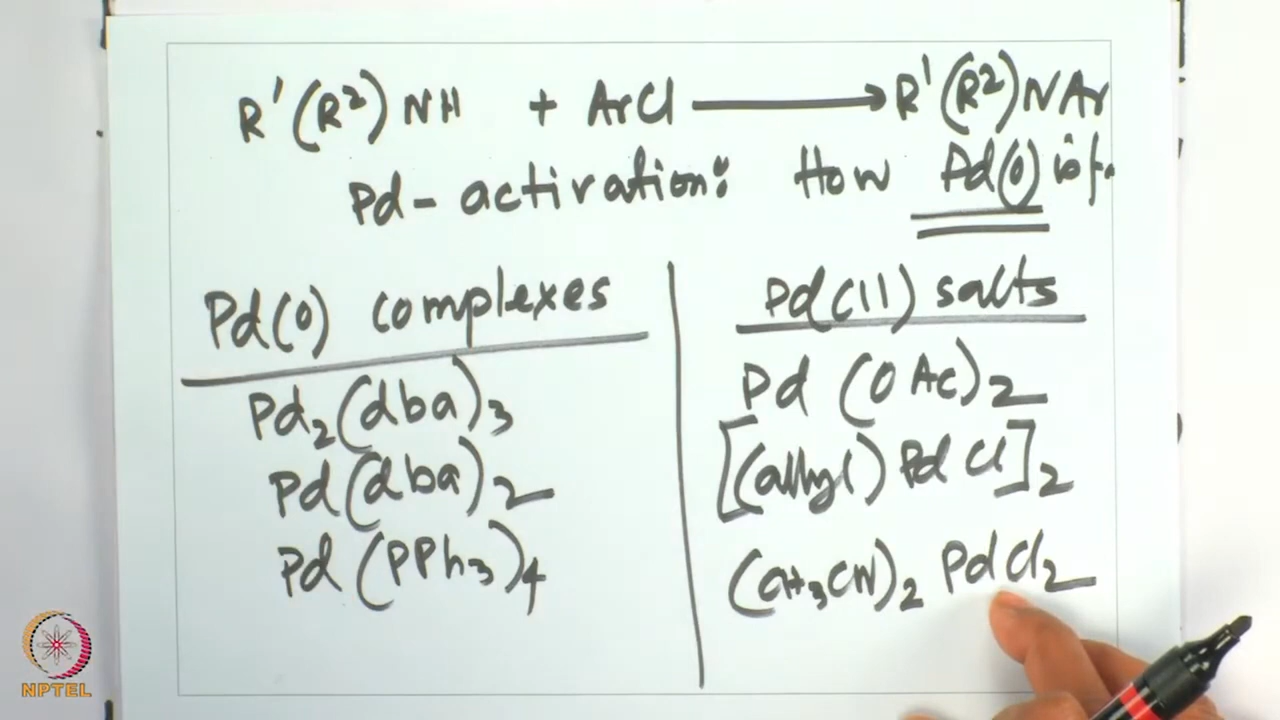 R'(R²)NH + ArCl ⟶ R'(R²)NAr
Pd-activation: How Pd(0) is f
Pd(0) complexes
Pd₂(dba)₃
Pd(dba)₂
Pd(PPh₃)₄
Pd(II) salts
Pd(OAc)₂
[(allyl)PdCl]₂
(CH₃CN)₂PdCl₂
NPTEL